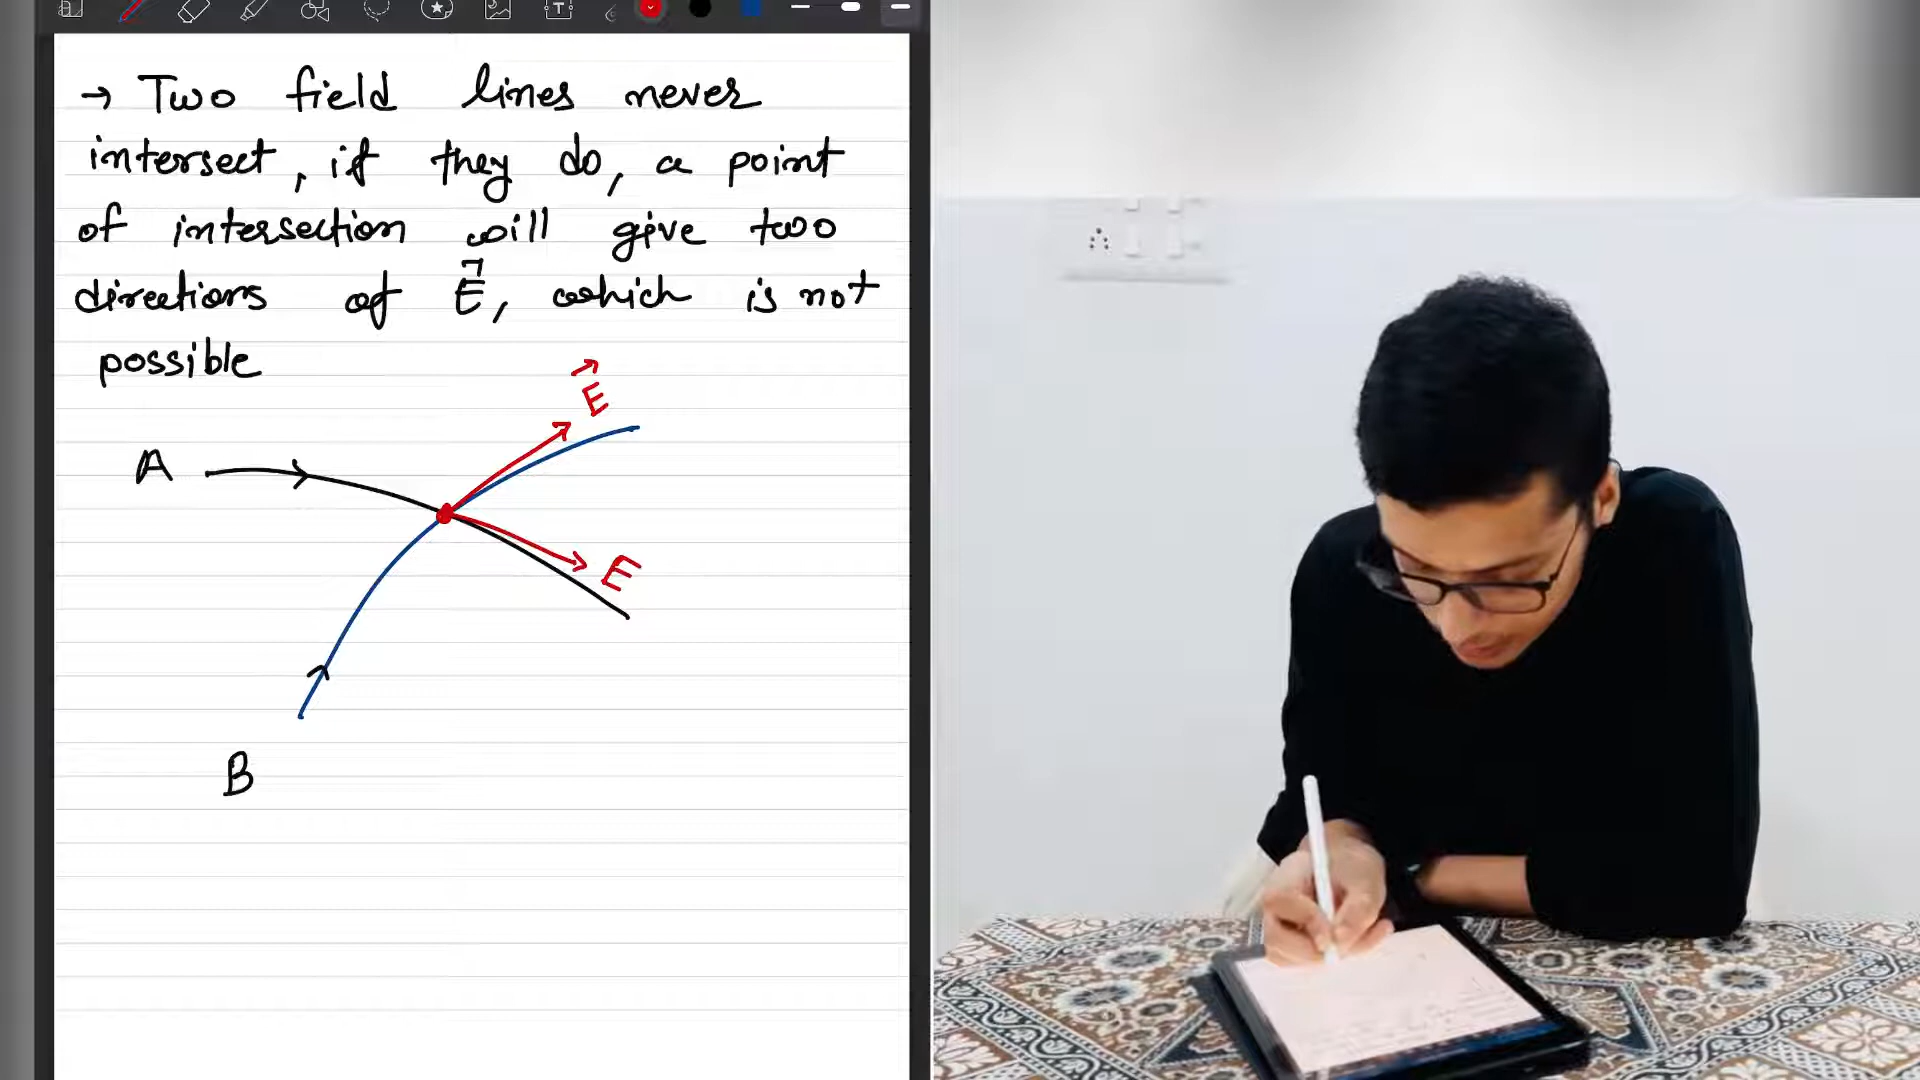 → Two field lines never
intersect, if they do, a point
of intersection will give two
directions of E⃗, which is not
possible
E⃗
A
E
B